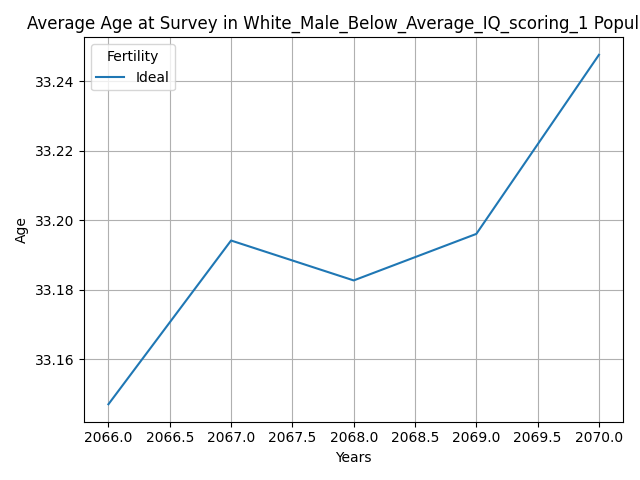 Average Age at Survey in White_Male_Below_Average_IQ_scoring_1 Popul
Fertility
Ideal
33.24
33.22
33.20
33.18
33.16
Age
2066.0 2066.5 2067.0 2067.5 2068.0 2068.5 2069.0 2069.5 2070.0
Years